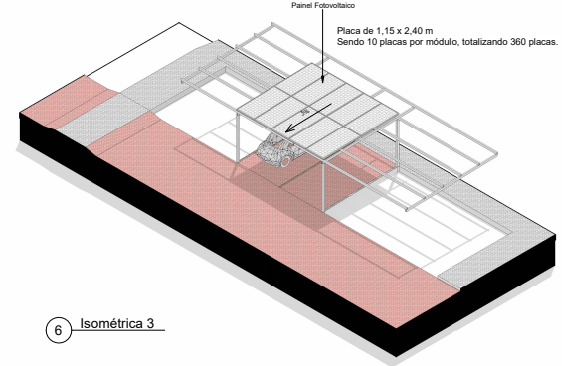 Painel Fotovoltaico
Placa de 1,15 x 2,40 m
Sendo 10 placas por módulo, totalizando 360 placas.
6 Isométrica 3